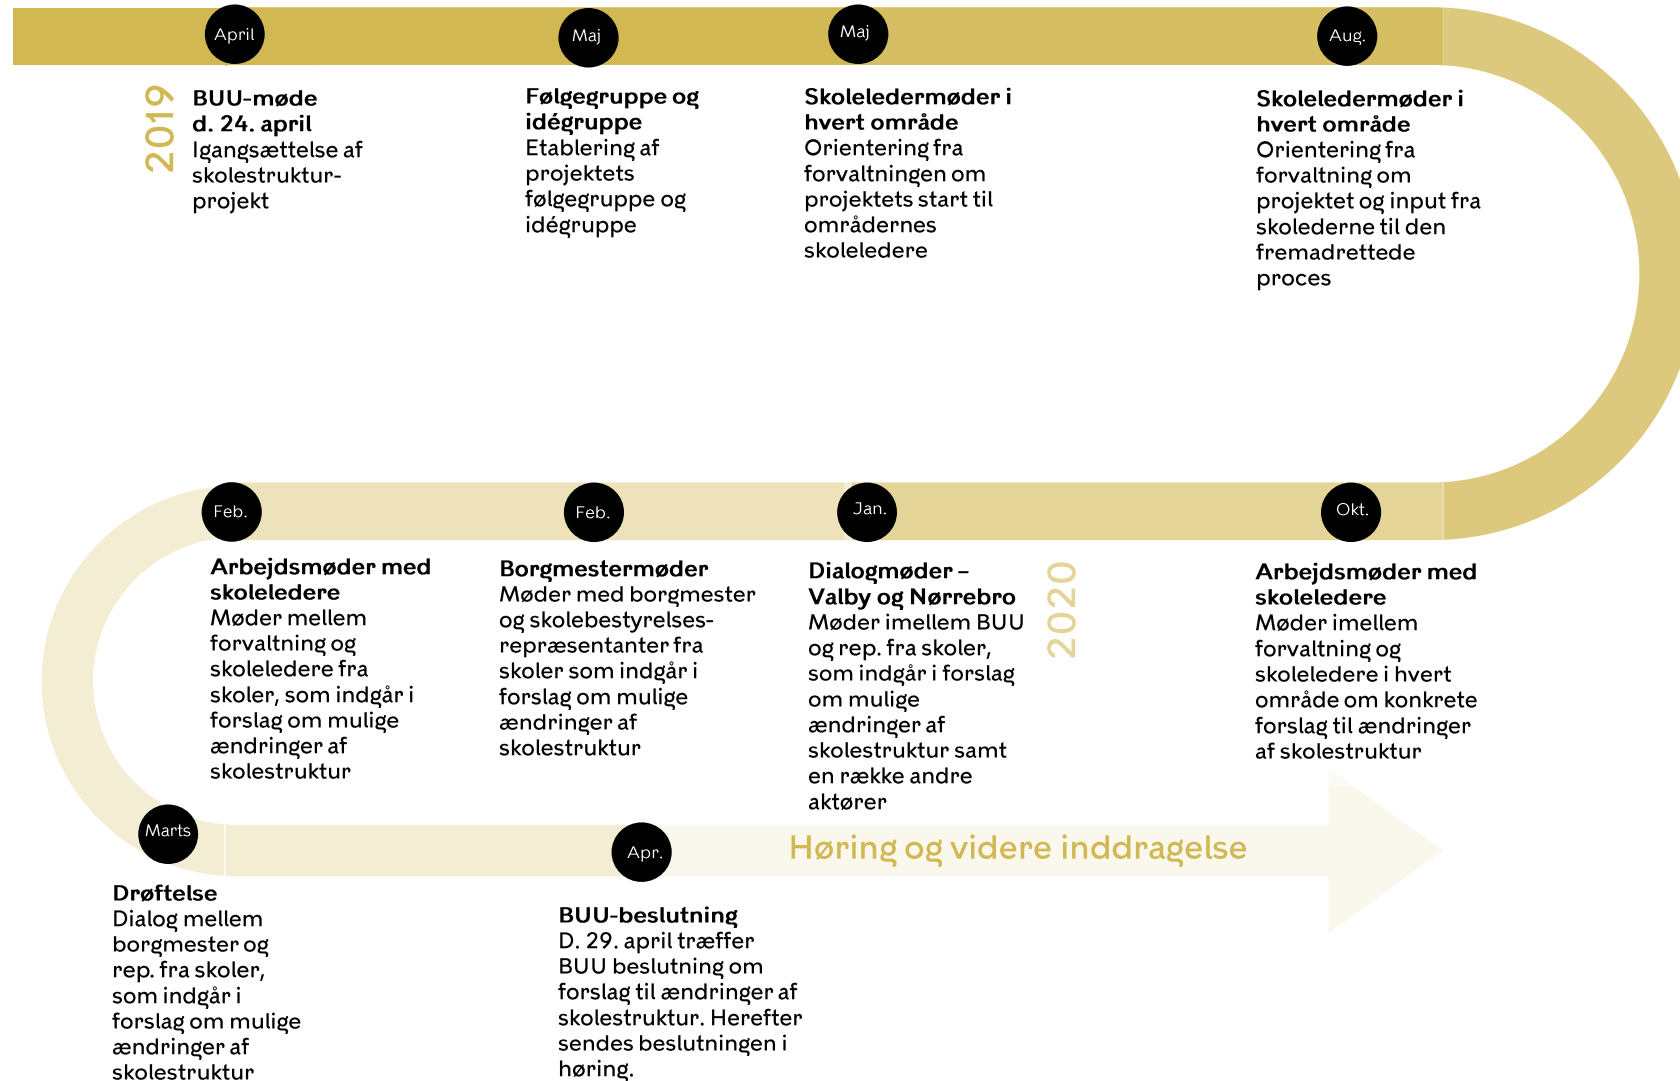 April
2019
BUU-møde
d. 24. april
Igangsættelse af
skolestruktur-
projekt
Maj
Følgegruppe og
idégruppe
Etablering af
projektets
følgegruppe og
idégruppe
Maj
Skoleledermøder i
hvert område
Orientering fra
forvaltningen om
projektets start til
områdernes
skoleledere
Aug.
Skoleledermøder i
hvert område
Orientering fra
forvaltning om
projektet og input fra
skolederne til den
fremadrettede
proces
Okt.
Arbejdsmøder med
skoleledere
Møder imellem
forvaltning og
skoleledere i hvert
område om konkrete
forslag til ændringer
af skolestruktur
2020
Jan.
Dialogmøder –
Valby og Nørrebro
Møder imellem BUU
og rep. fra skoler,
som indgår i forslag
om mulige
ændringer af
skolestruktur samt
en række andre
aktører
Feb.
Borgmestermøder
Møder med borgmester
og skolebestyrelses-
repræsentanter fra
skoler som indgår i
forslag om mulige
ændringer af
skolestruktur
Feb.
Arbejdsmøder med
skoleledere
Møder mellem
forvaltning og
skoleledere fra
skoler, som indgår i
forslag om mulige
ændringer af
skolestruktur
Marts
Drøftelse
Dialog mellem
borgmester og
rep. fra skoler,
som indgår i
forslag om mulige
ændringer af
skolestruktur
Apr.
BUU-beslutning
D. 29. april træffer
BUU beslutning om
forslag til ændringer af
skolestruktur. Herefter
sendes beslutningen i
høring.
Høring og videre inddragelse